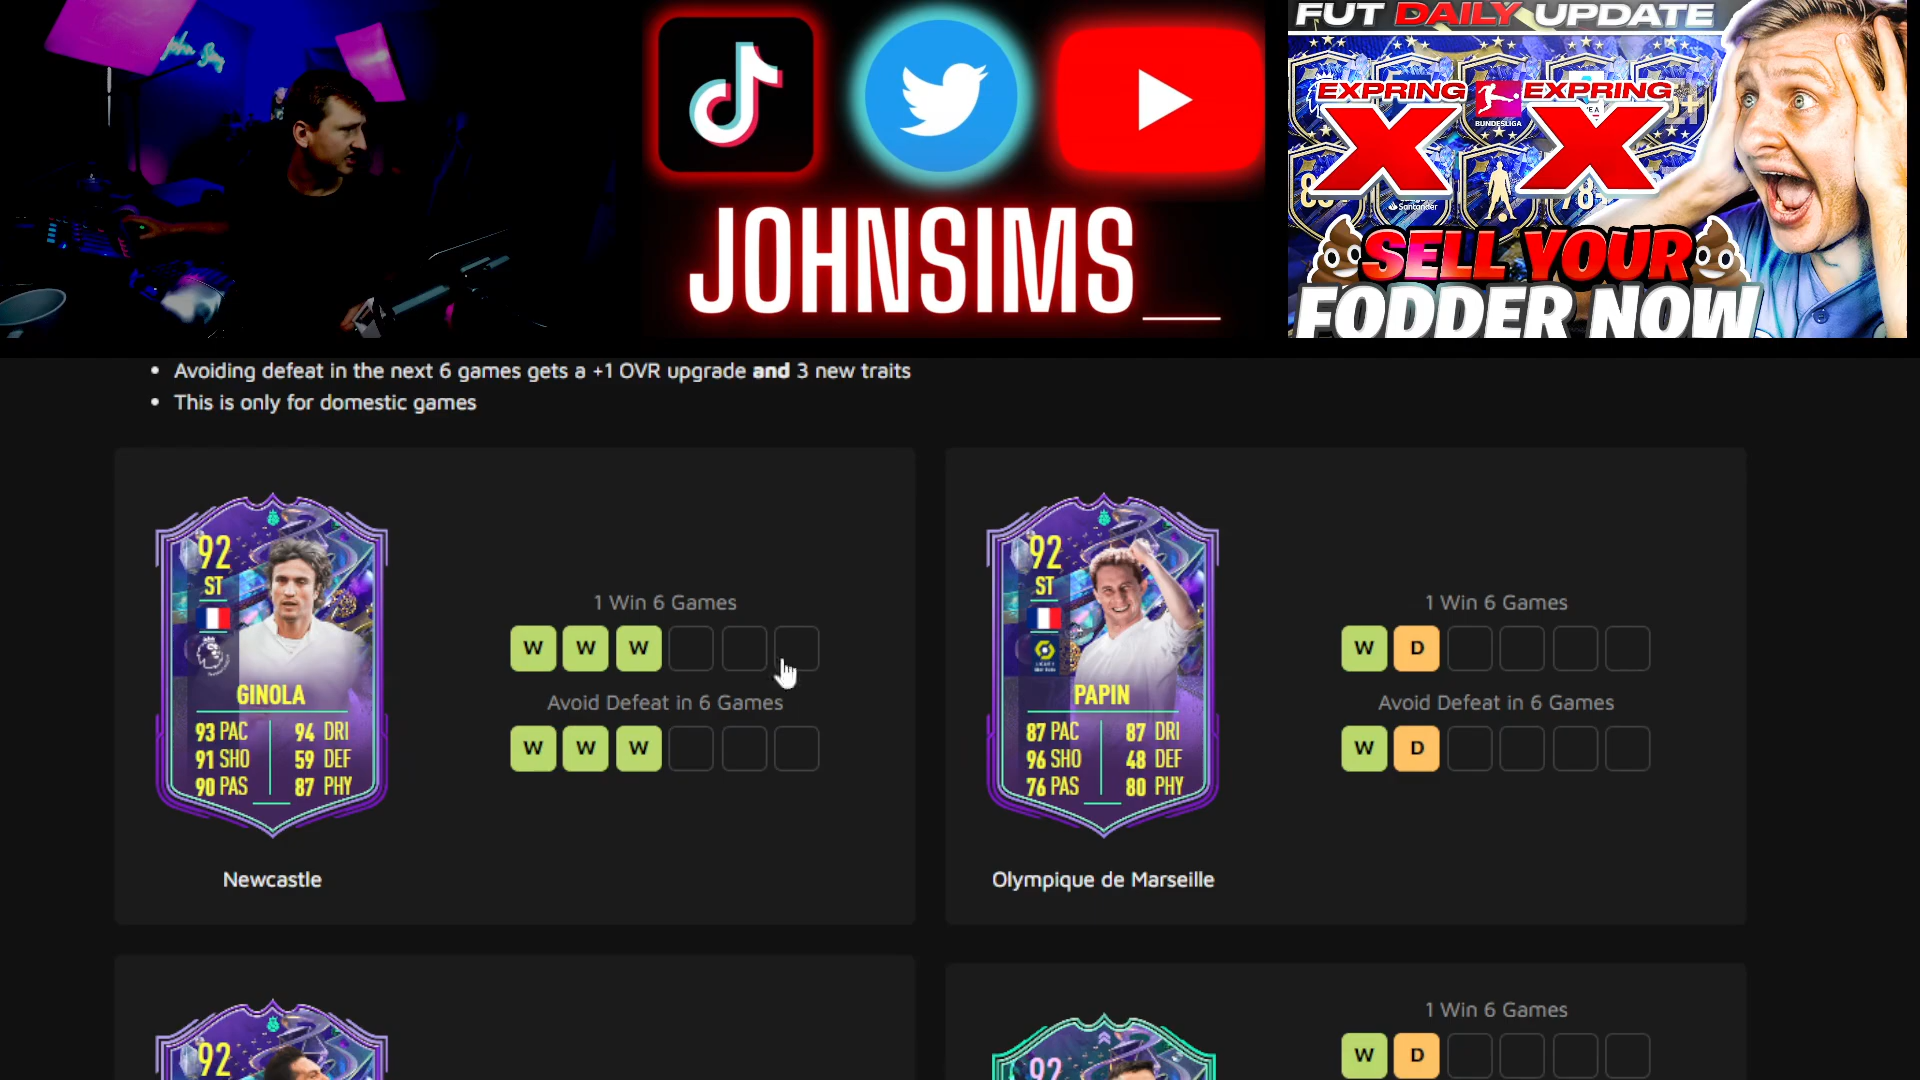 JOHNSIMS_
FUT DAILY UPDATE
EXPRING EXPRING
BUNDESLIGA
Santander
SELL YOUR
FODDER NOW
Avoiding defeat in the next 6 games gets a +1 OVR upgrade and 3 new traits
This is only for domestic games
92
ST
GINOLA
93 PAC 94 DRI
91 SHO 59 DEF
90 PAS 87 PHY
Newcastle
1 Win 6 Games
W W W
Avoid Defeat in 6 Games
W W W
92
ST
PAPIN
87 PAC 87 DRI
96 SHO 48 DEF
76 PAS 80 PHY
Olympique de Marseille
1 Win 6 Games
W D
Avoid Defeat in 6 Games
W D
92
92
1 Win 6 Games
W D